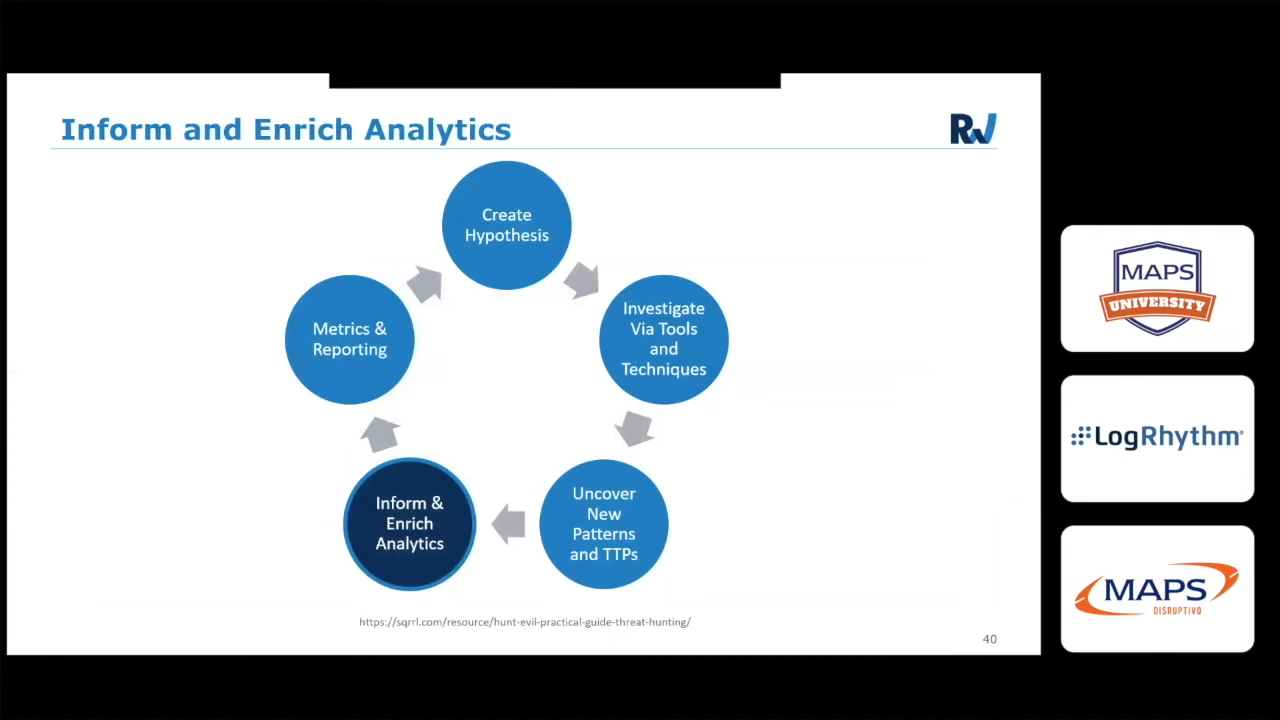 Inform and Enrich Analytics
RW
Create
Hypothesis
Investigate
Via Tools
and
Techniques
Uncover
New
Patterns
and TTPs
Inform &
Enrich
Analytics
Metrics &
Reporting
https://sqrrl.com/resource/hunt-evil-practical-guide-threat-hunting/
40
MAPS
UNIVERSITY
LogRhythm
MAPS
DISRUPTIVO